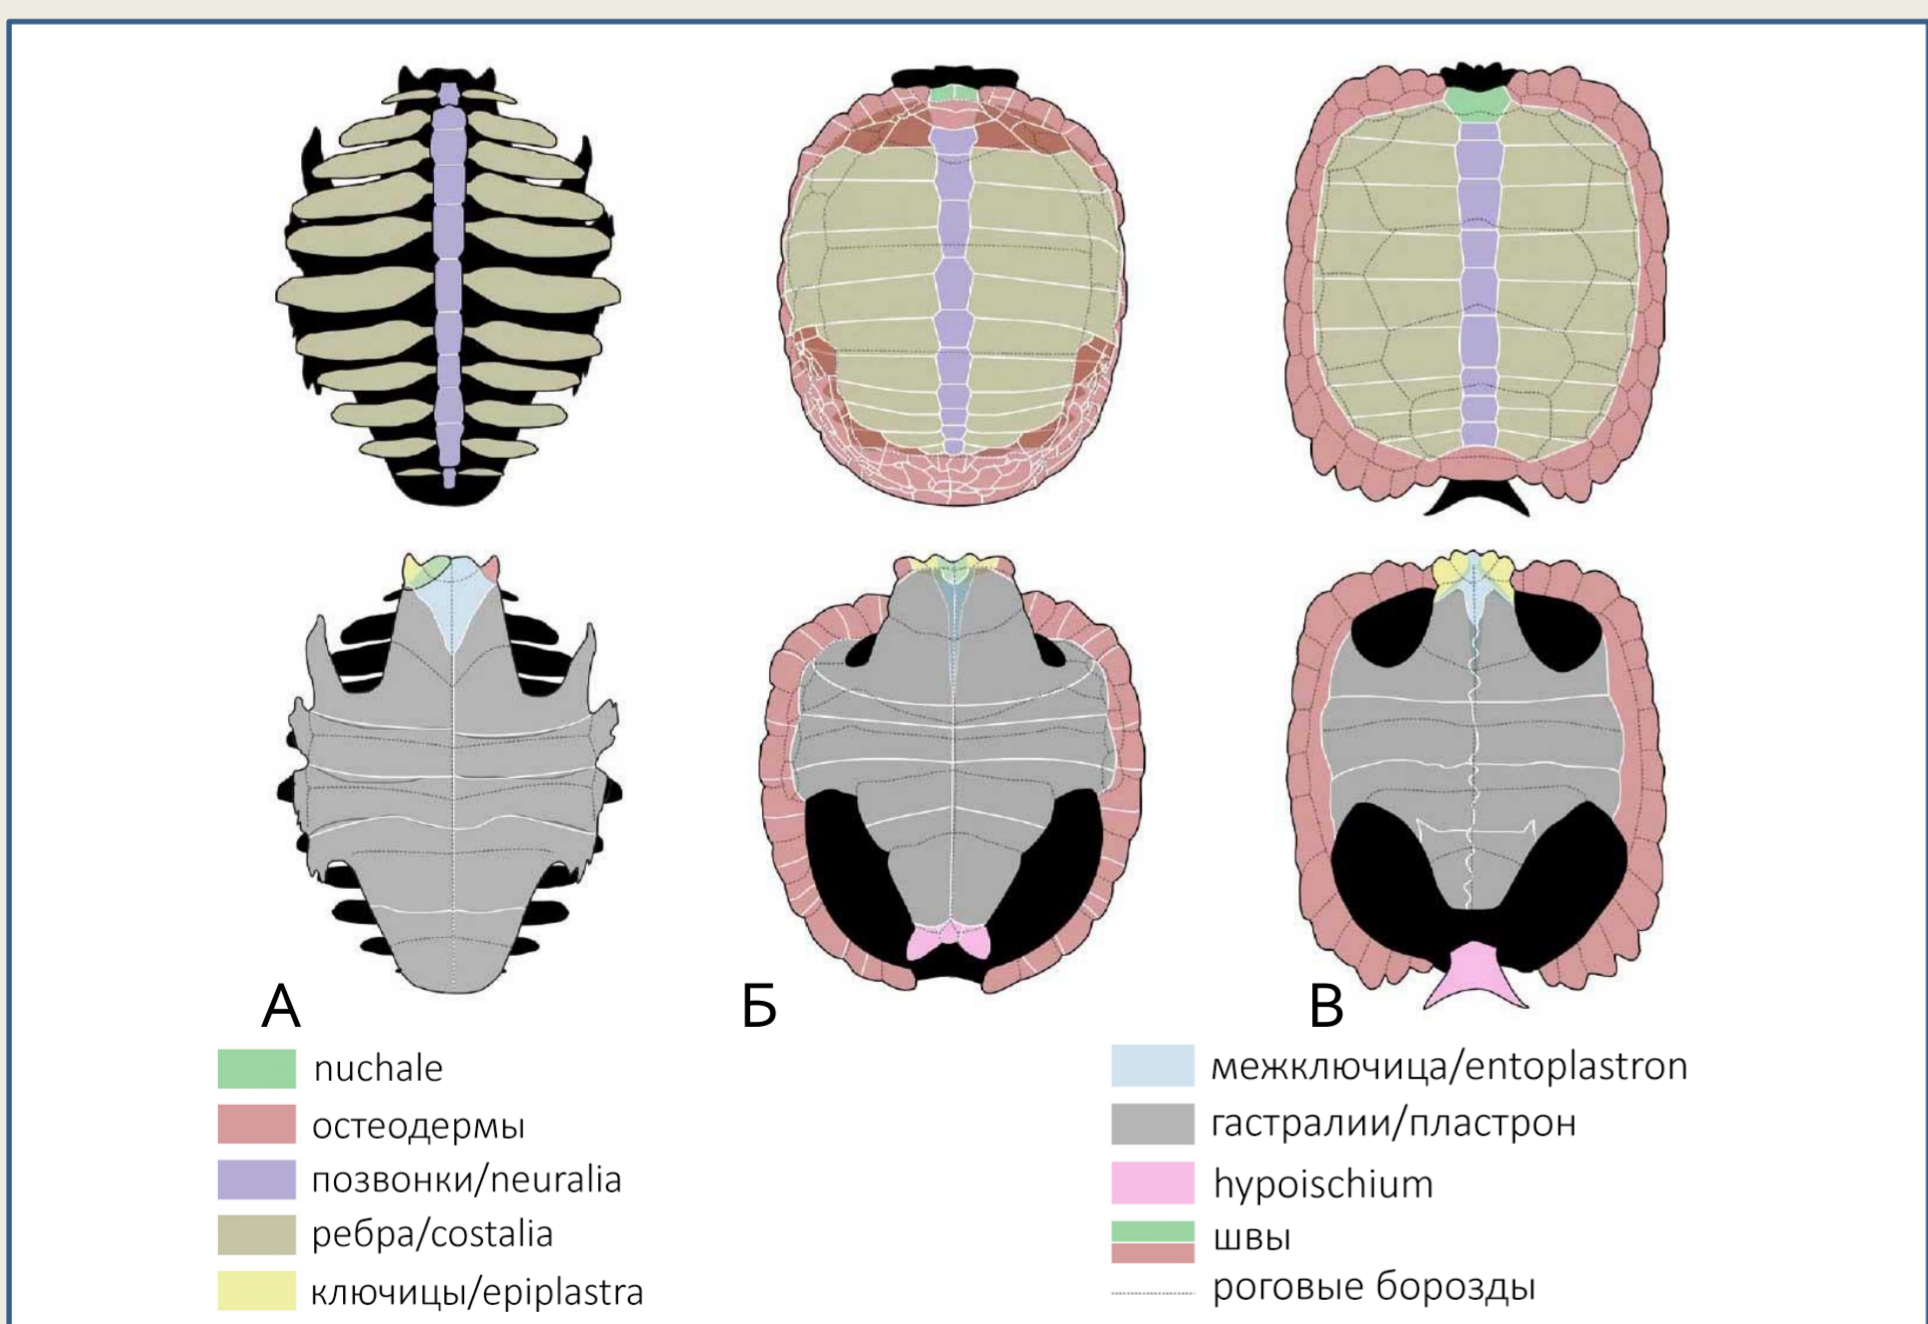 А
Б
В
nuchale
остеодермы
позвонки/neuralia
ребра/costalia
ключицы/epiplastra
межключица/entoplastron
гастралии/пластрон
hypoischium
швы
роговые борозды